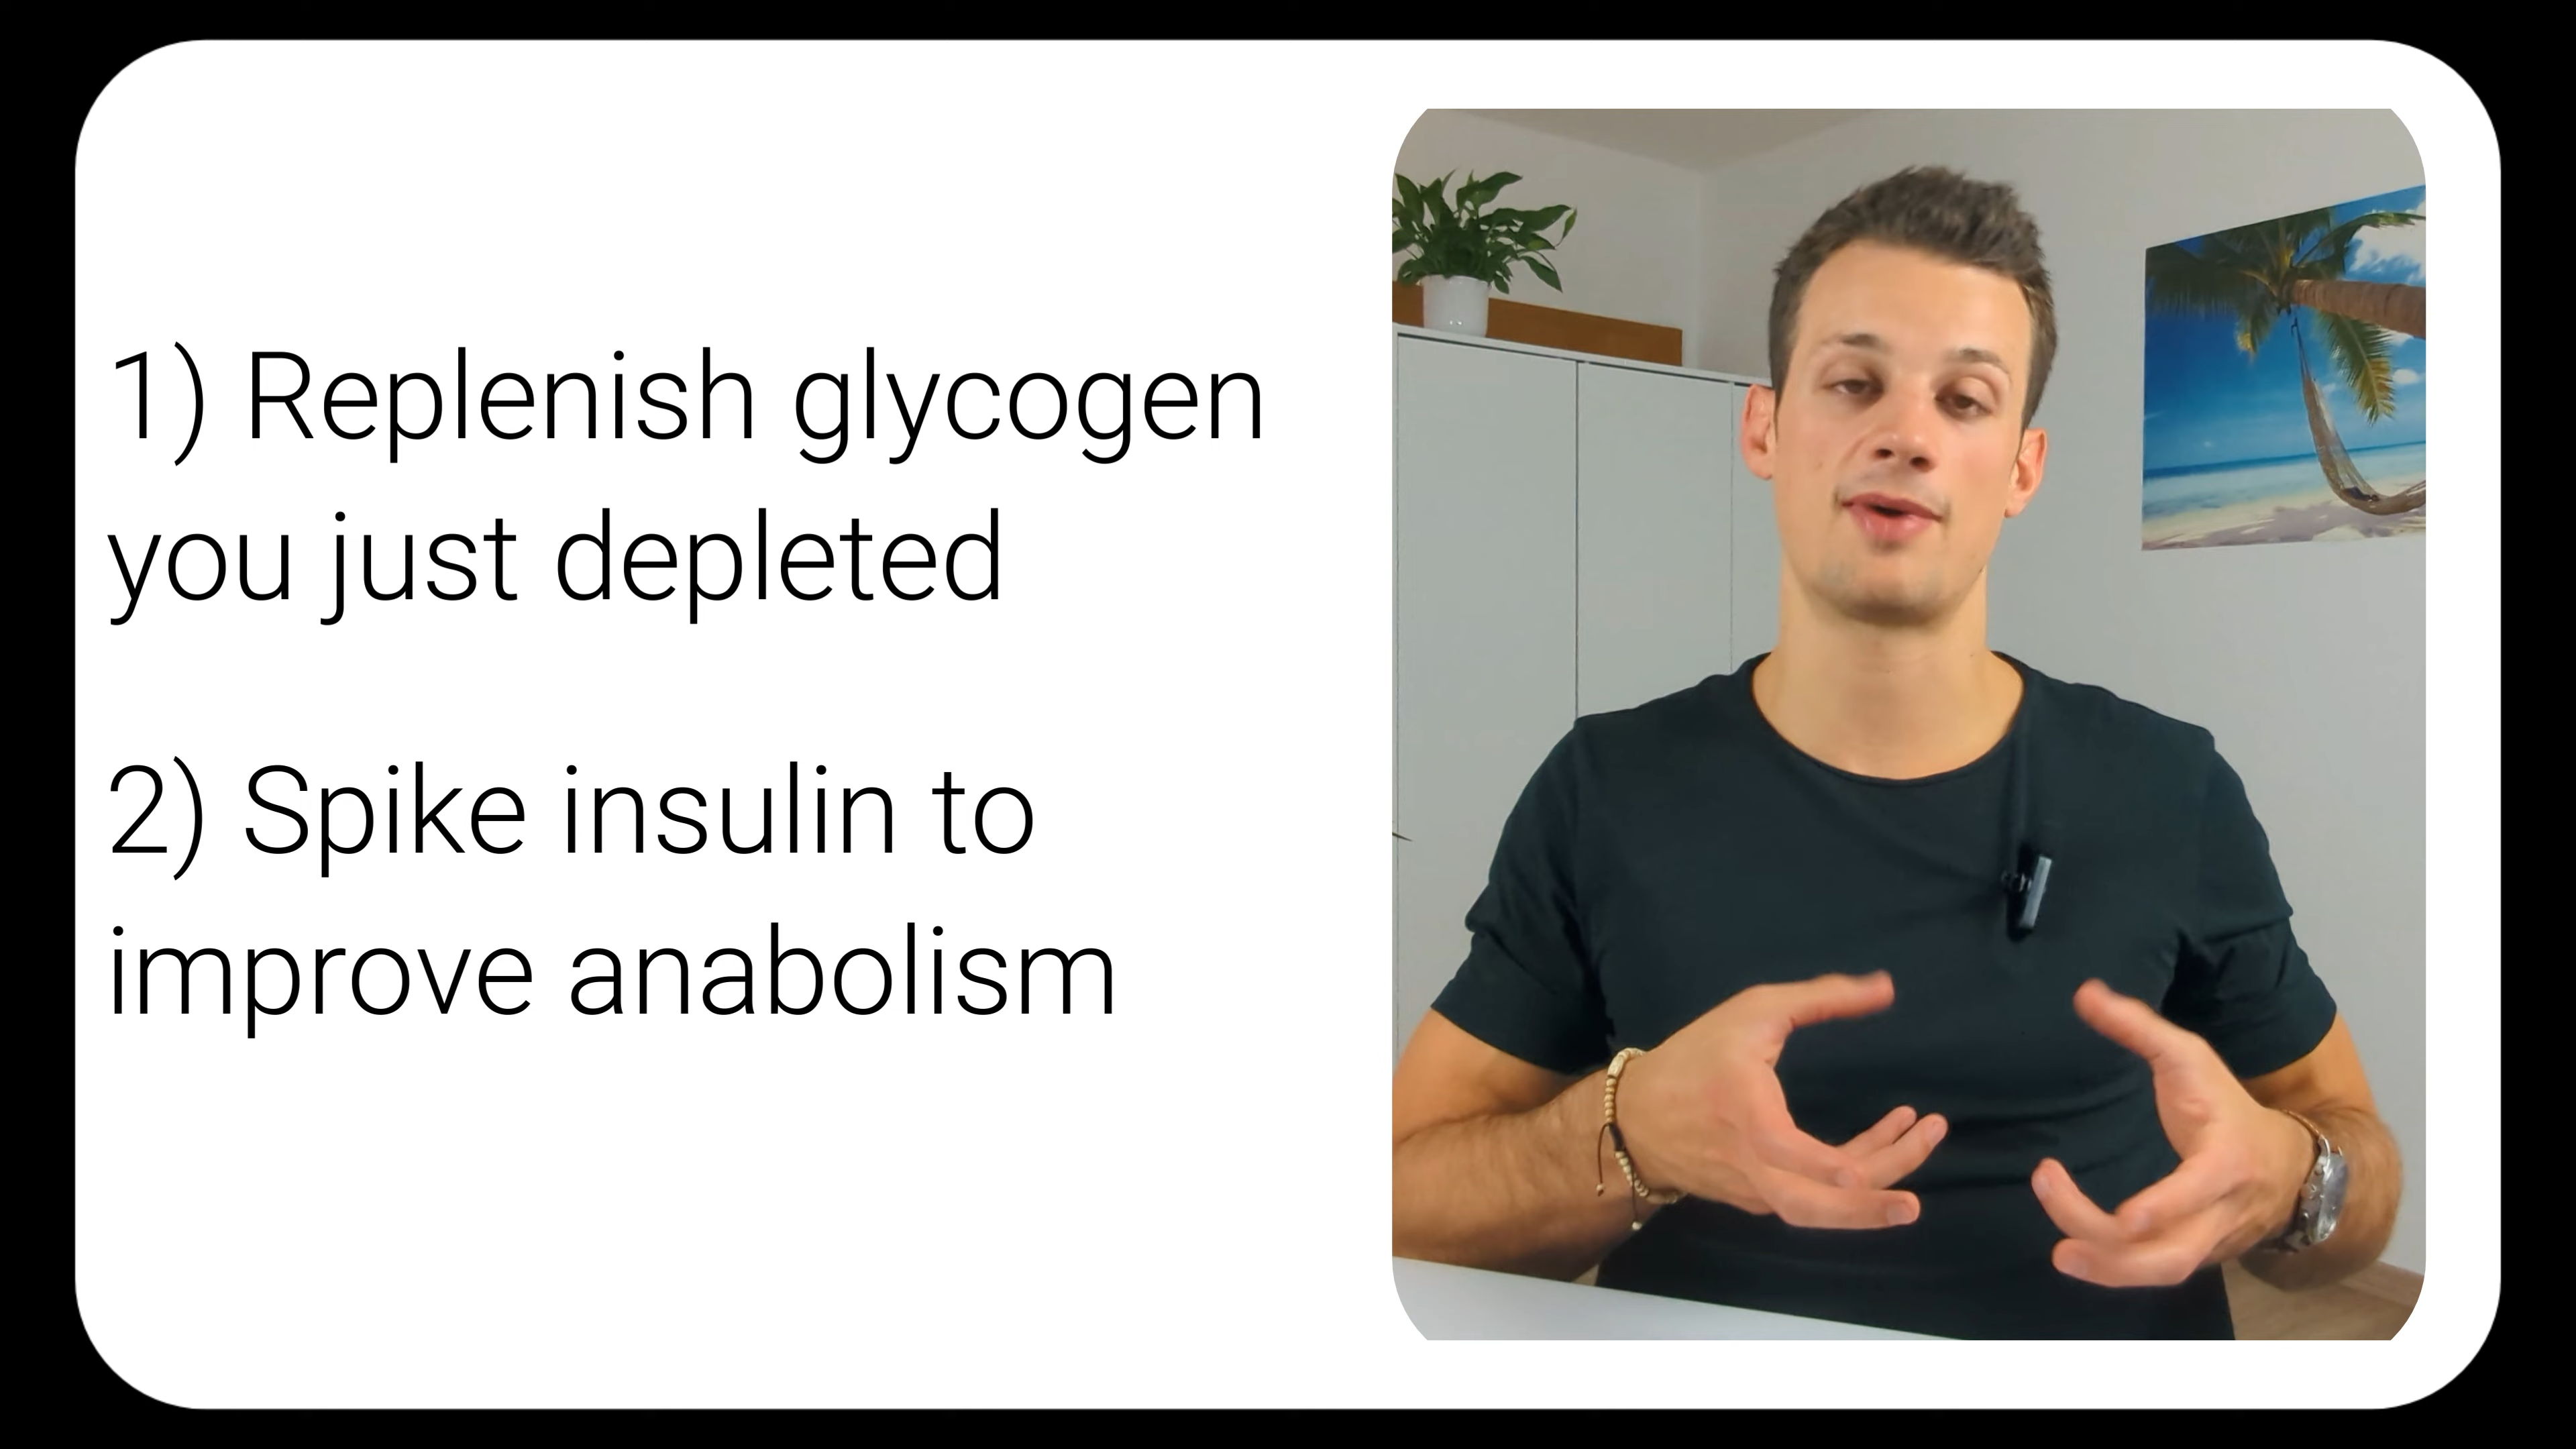 1) Replenish glycogen
you just depleted
2) Spike insulin to
improve anabolism